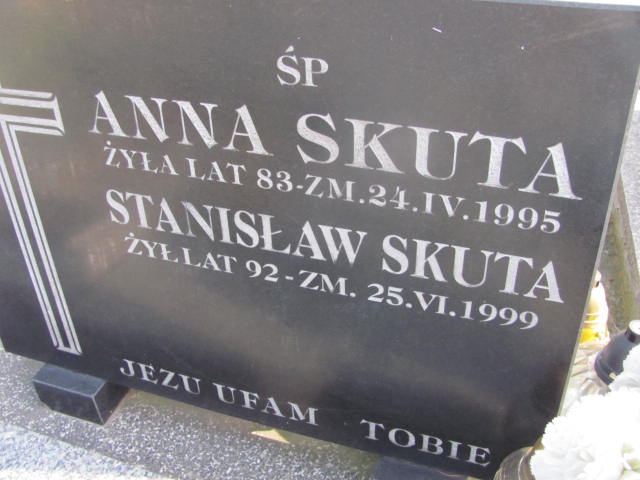 ŚP
ANNA SKUTA
ŻYŁA LAT 83-ZM.24.IV.1995
STANISŁAW SKUTA
ŻYŁ LAT 92-ZM. 25.VI.1999
JEZU UFAM TOBIE